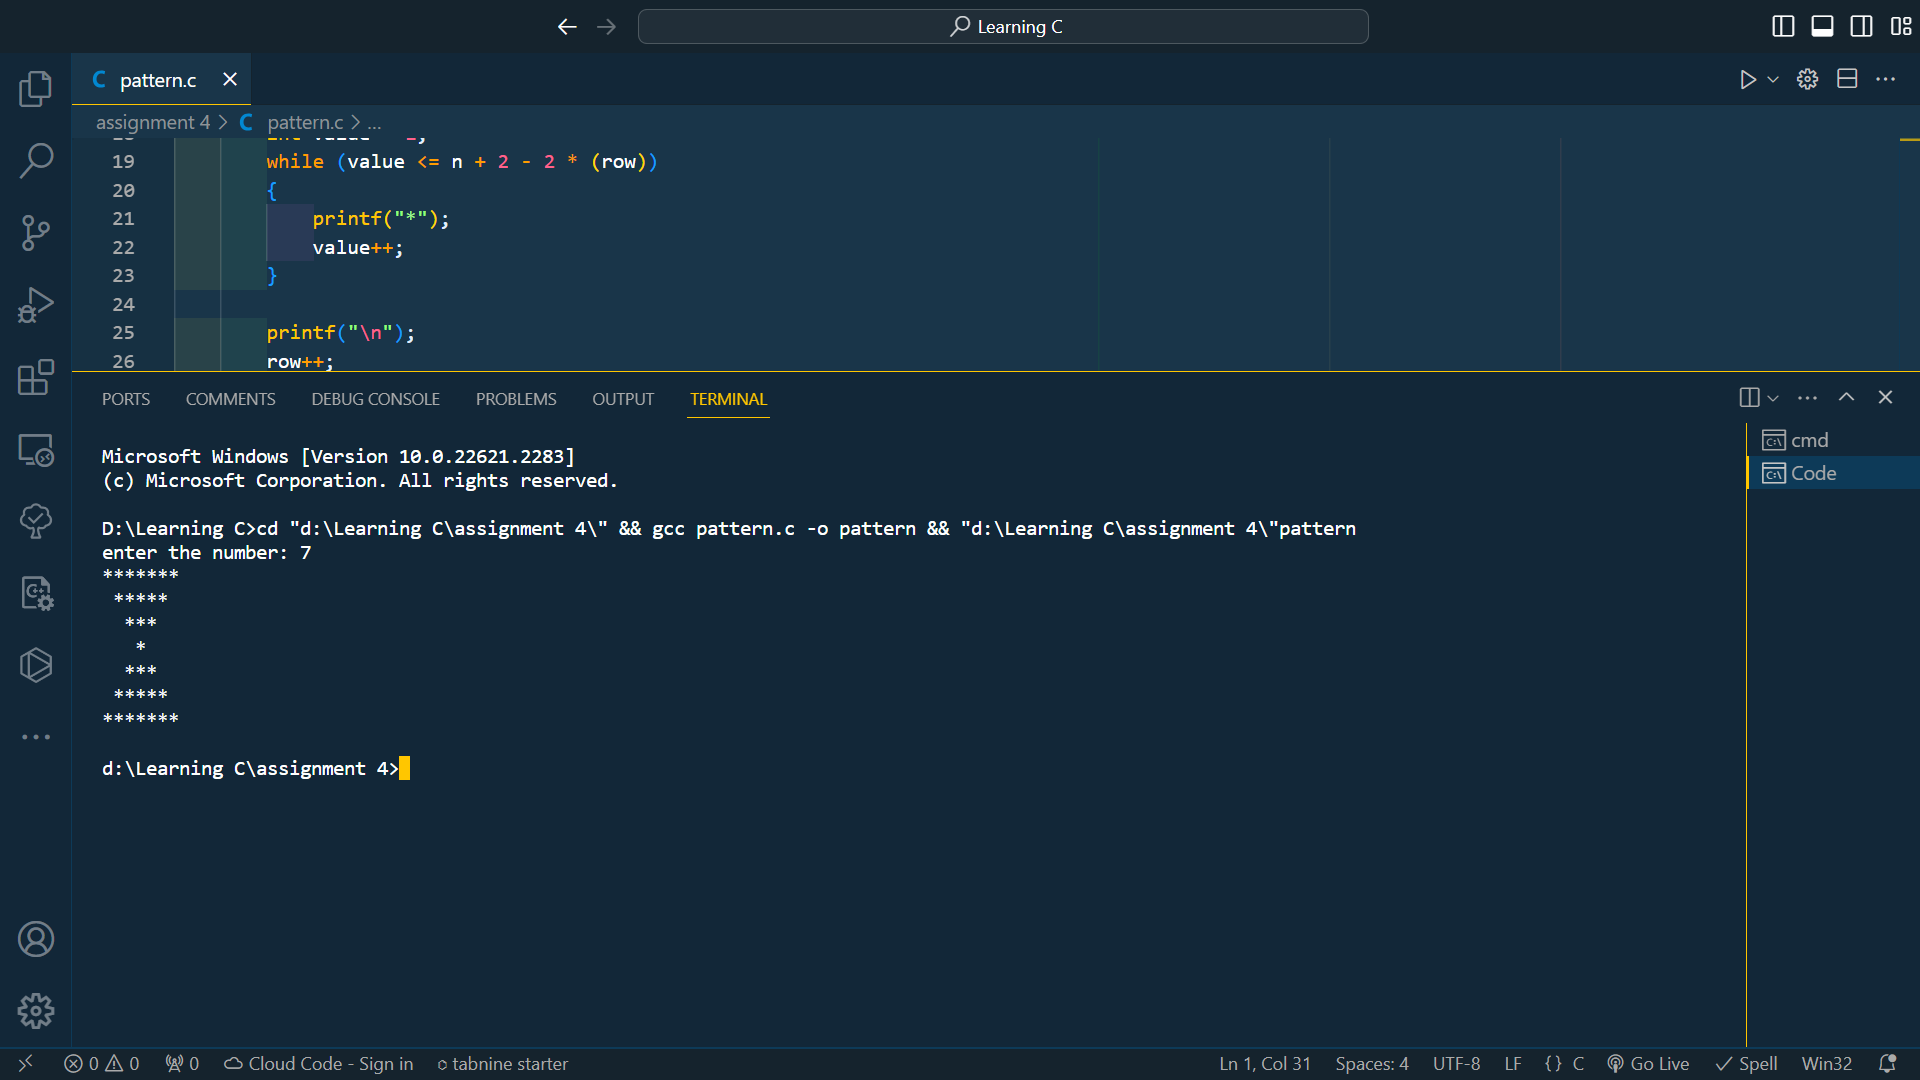 Learning C
C pattern.c
assignment 4 > C pattern.c > ...
19 while (value <= n + 2 - 2 * (row))
20 {
21 printf("*");
22 value++;
23 }
24
25 printf("\n");
26 row++;
PORTS COMMENTS DEBUG CONSOLE PROBLEMS OUTPUT TERMINAL
cmd
Code
Microsoft Windows [Version 10.0.22621.2283]
(c) Microsoft Corporation. All rights reserved.
D:\Learning C>cd "d:\Learning C\assignment 4\" && gcc pattern.c -o pattern && "d:\Learning C\assignment 4\"pattern
enter the number: 7
*******
 *****
  ***
   *
  ***
 *****
*******
d:\Learning C\assignment 4>
0 0 0 Cloud Code - Sign in tabnine starter Ln 1, Col 31 Spaces: 4 UTF-8 LF {} C Go Live Spell Win32